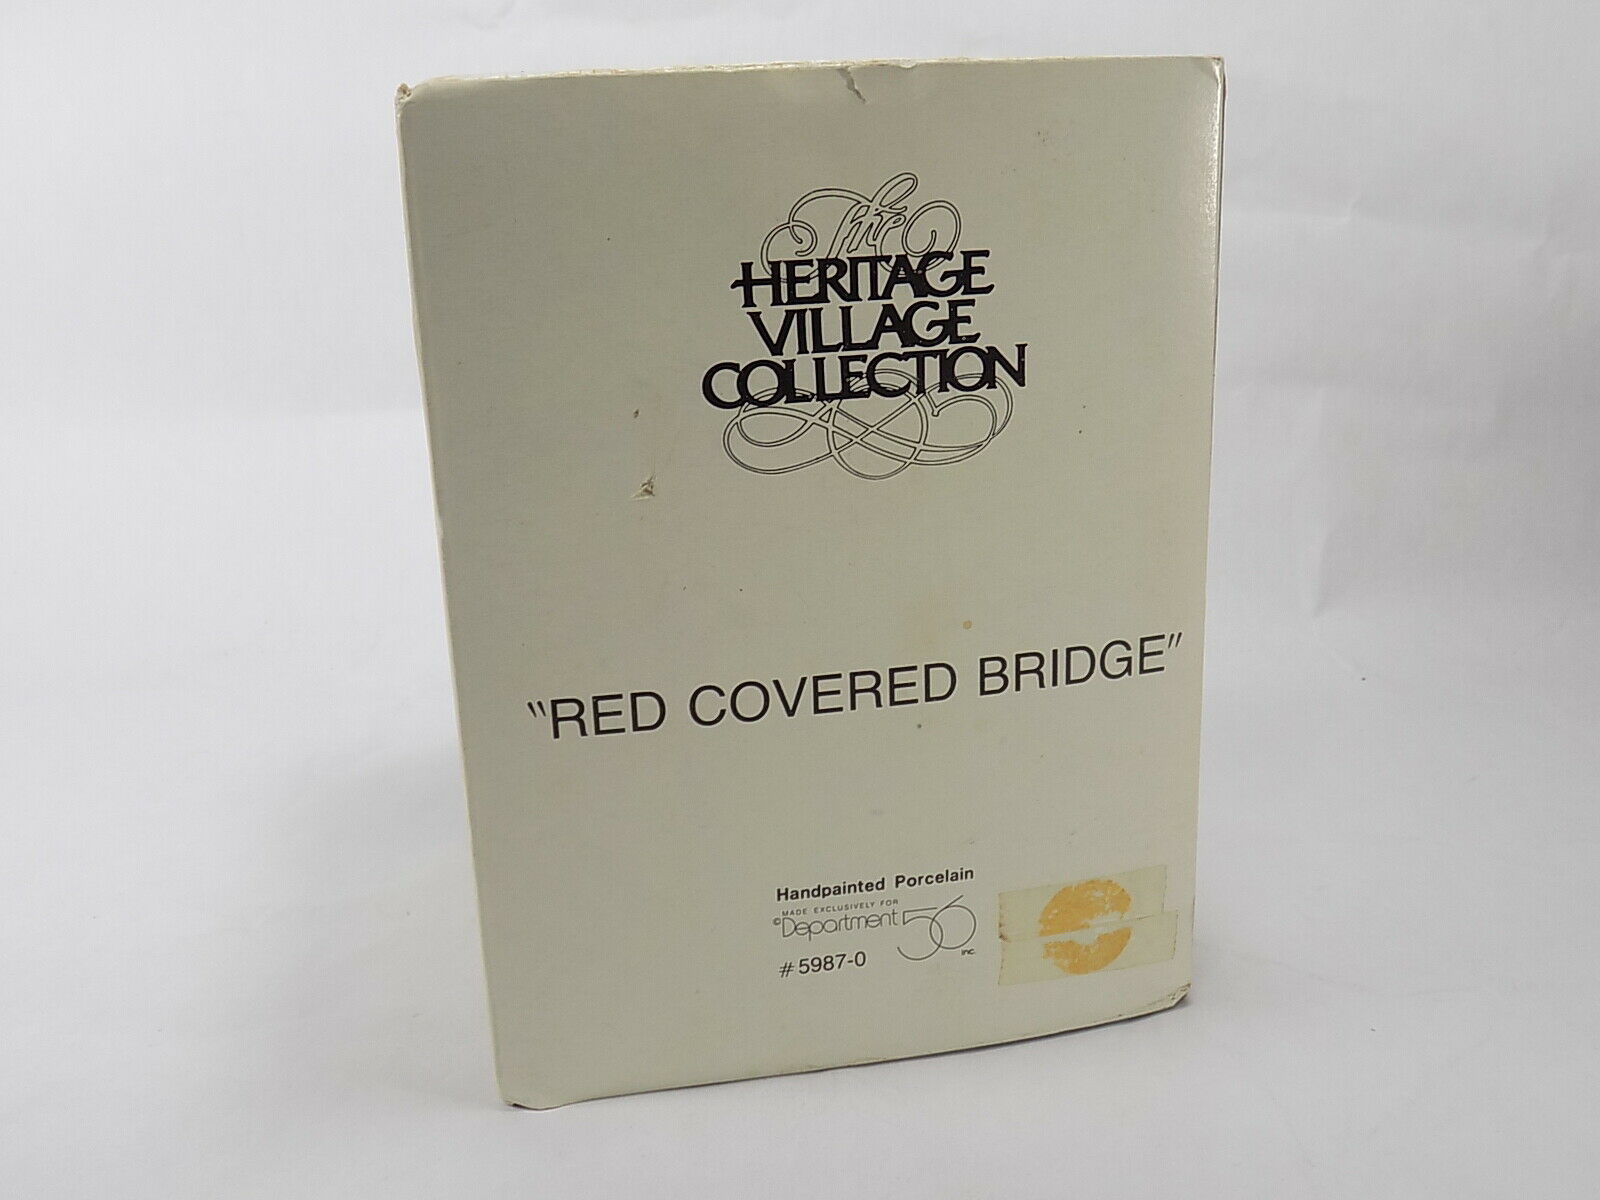 The
HERITAGE
VILLAGE
COLLECTION
"RED COVERED BRIDGE"
Handpainted Porcelain
MADE EXCLUSIVELY FOR
©Department 56 inc.
#5987-0